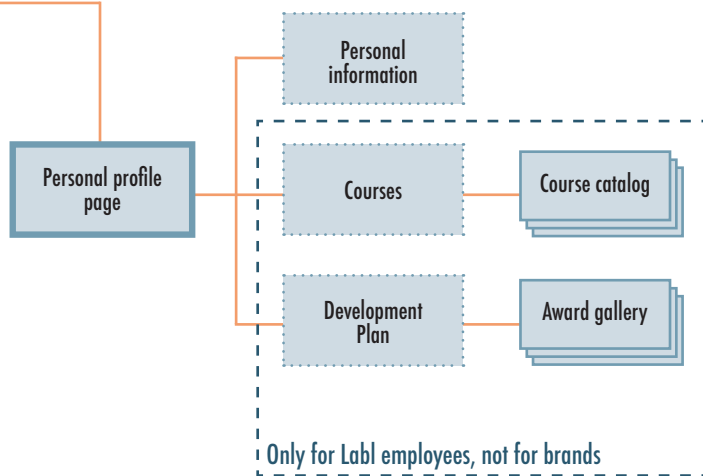 Personal
information
Personal profile
page
Courses
Course catalog
Development
Plan
Award gallery
Only for Labl employees, not for brands